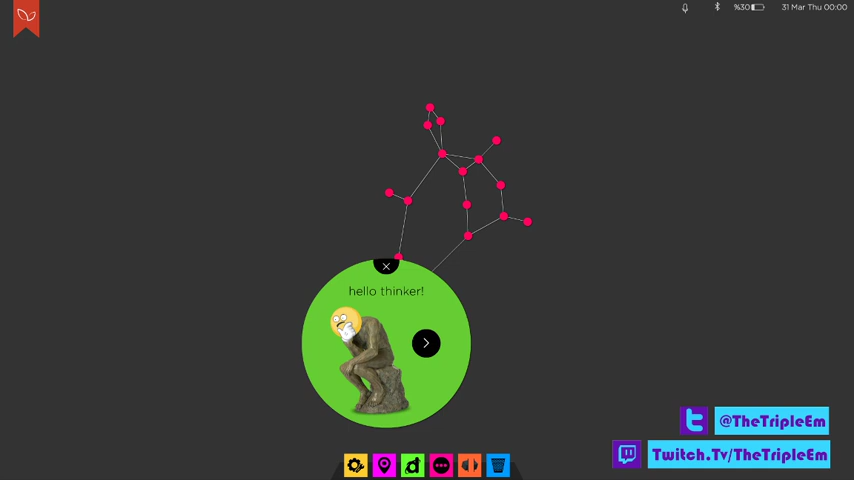 %30
31 Mar Thu 00:00
hello thinker!
@TheTripleEm
Twitch.Tv/TheTripleEm